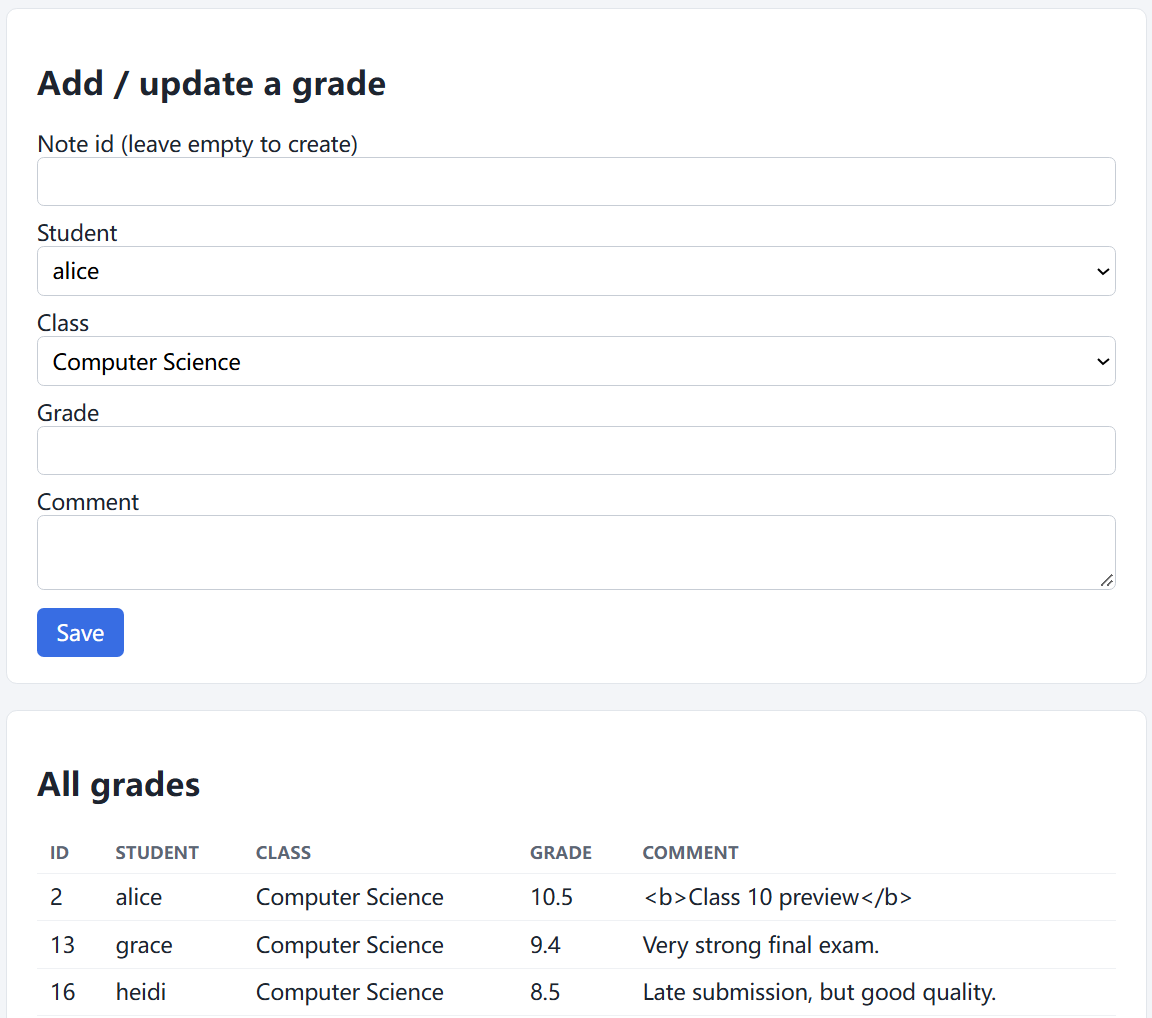 Add / update a grade
Note id (leave empty to create)
Student
alice
Class
Computer Science
Grade
Comment
Save
All grades
ID STUDENT CLASS GRADE COMMENT
2 alice Computer Science 10.5 <b>Class 10 preview</b>
13 grace Computer Science 9.4 Very strong final exam.
16 heidi Computer Science 8.5 Late submission, but good quality.